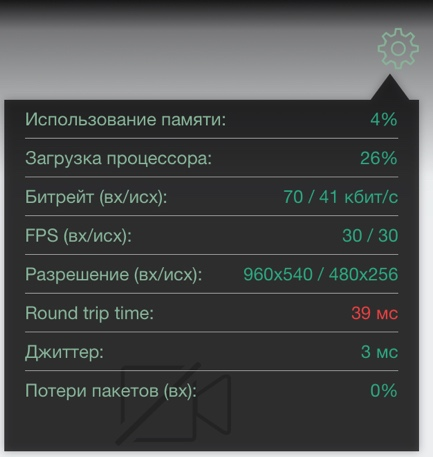 Использование памяти: 4%
Загрузка процессора: 26%
Битрейт (вх/исх): 70 / 41 кбит/с
FPS (вх/исх): 30 / 30
Разрешение (вх/исх): 960x540 / 480x256
Round trip time: 39 мс
Джиттер: 3 мс
Потери пакетов (вх): 0%